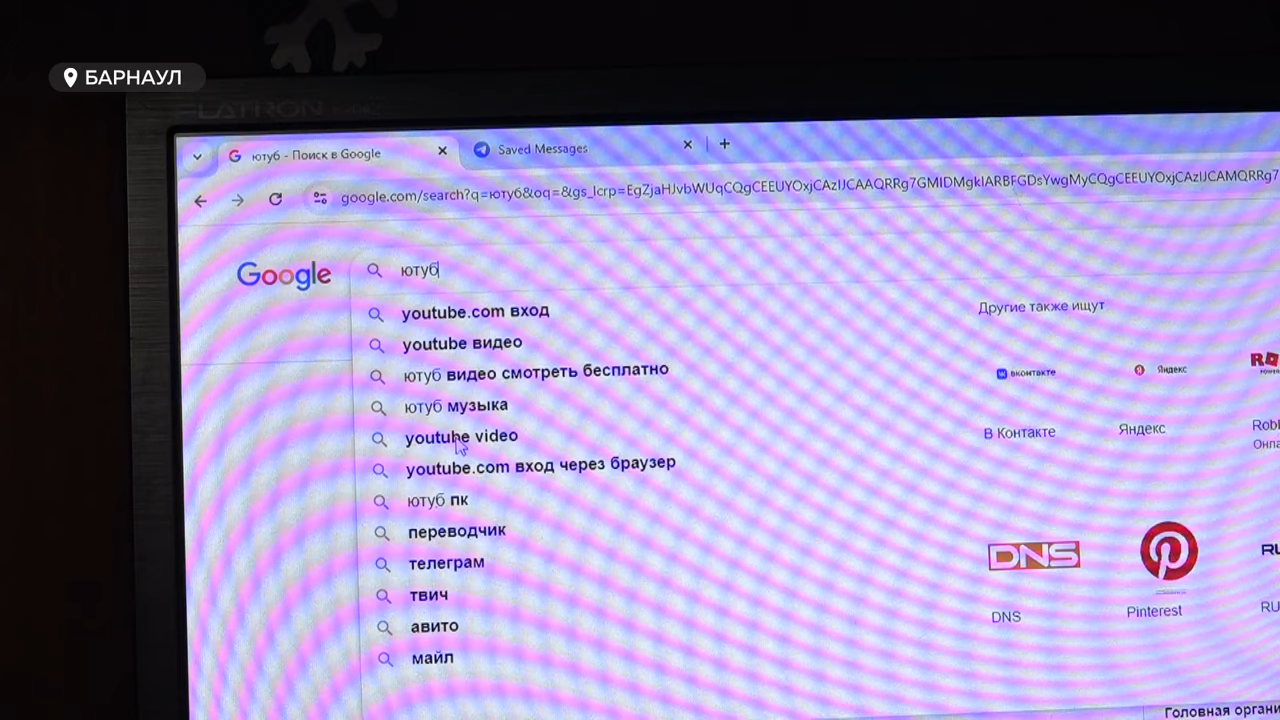 БАРНАУЛ
FLATRON
ютуб - Поиск в Google
Saved Messages
google.com/search?q=ютуб&oq=&gs_lcrp=EgZjaHJvbWUqCQgCEEUYOxjCAzIJCAAQRRg7GMIDMgkIARBFGDsYwgMyCQgCEEUYOxjCAzIJCAMQRRg7
Google
ютуб
youtube.com вход
youtube видео
ютуб видео смотреть бесплатно
ютуб музыка
youtube video
youtube.com вход через браузер
ютуб пк
переводчик
телеграм
твич
авито
майл
Другие также ищут
вконтакте
Яндекс
В Контакте
Яндекс
DNS
DNS
Pinterest
Головная